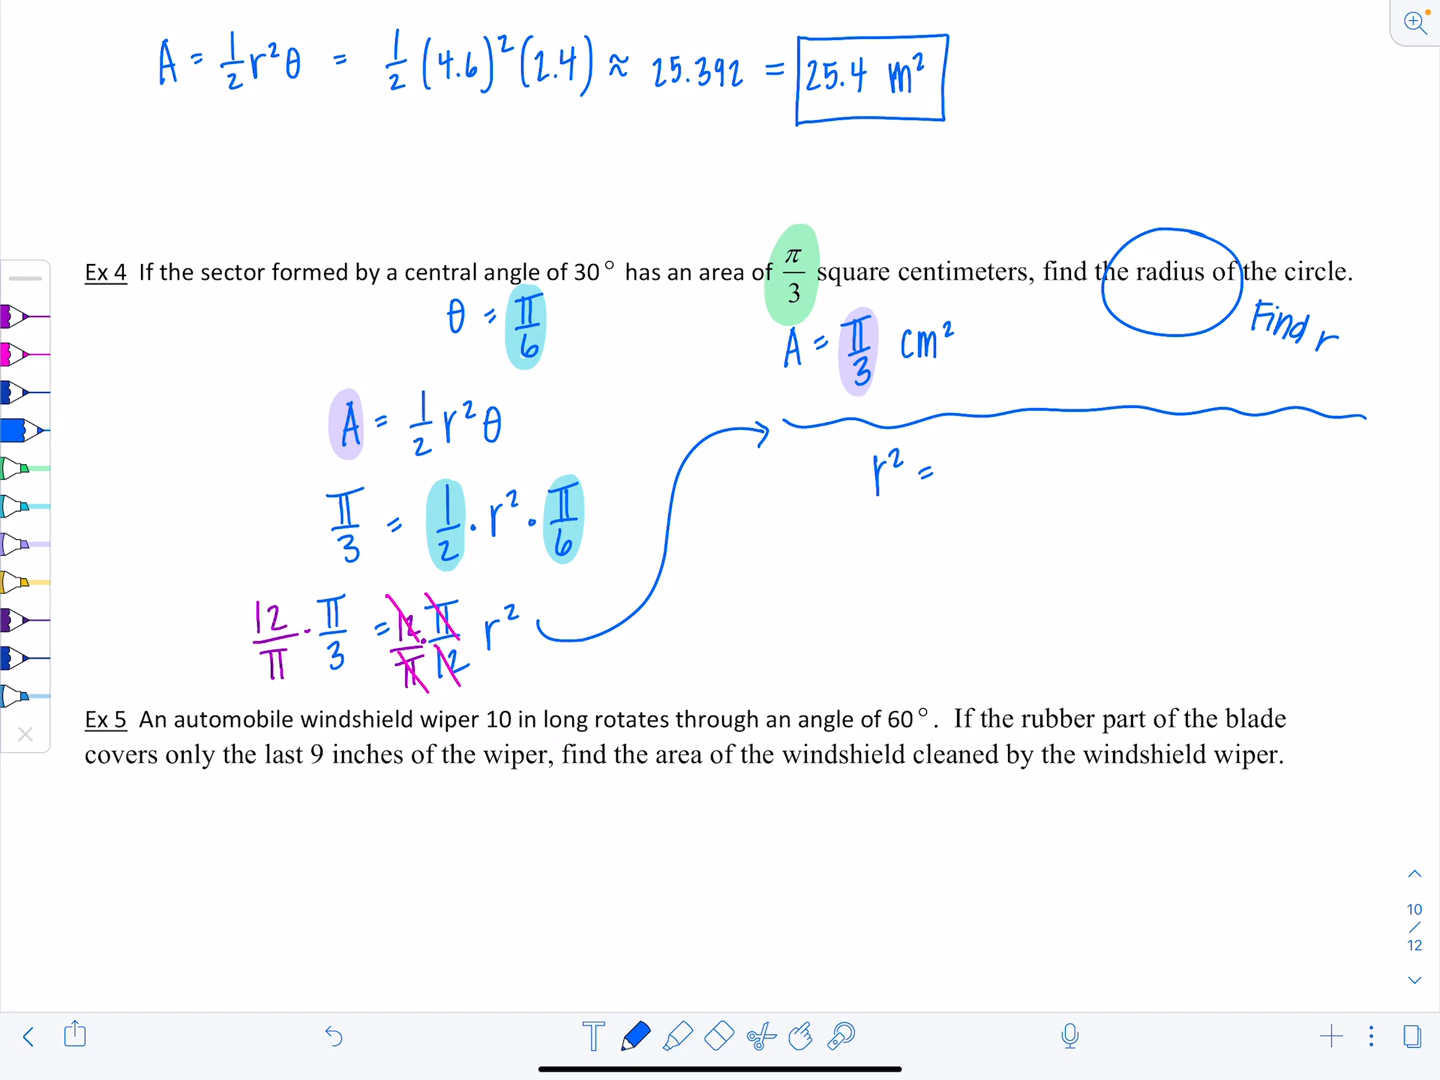 A = 1/2 r²θ = 1/2 (4.6)² (2.4) ≈ 25.392 = 25.4 m²
Ex 4 If the sector formed by a central angle of 30° has an area of π/3 square centimeters, find the radius of the circle.
θ = π/6
A = π/3 cm²
Find r
A = 1/2 r²θ
r² =
π/3 = 1/2 · r² · π/6
12/π · π/3 = 12/π · π/12 r²
Ex 5 An automobile windshield wiper 10 in long rotates through an angle of 60°. If the rubber part of the blade
covers only the last 9 inches of the wiper, find the area of the windshield cleaned by the windshield wiper.
10
/
12
T